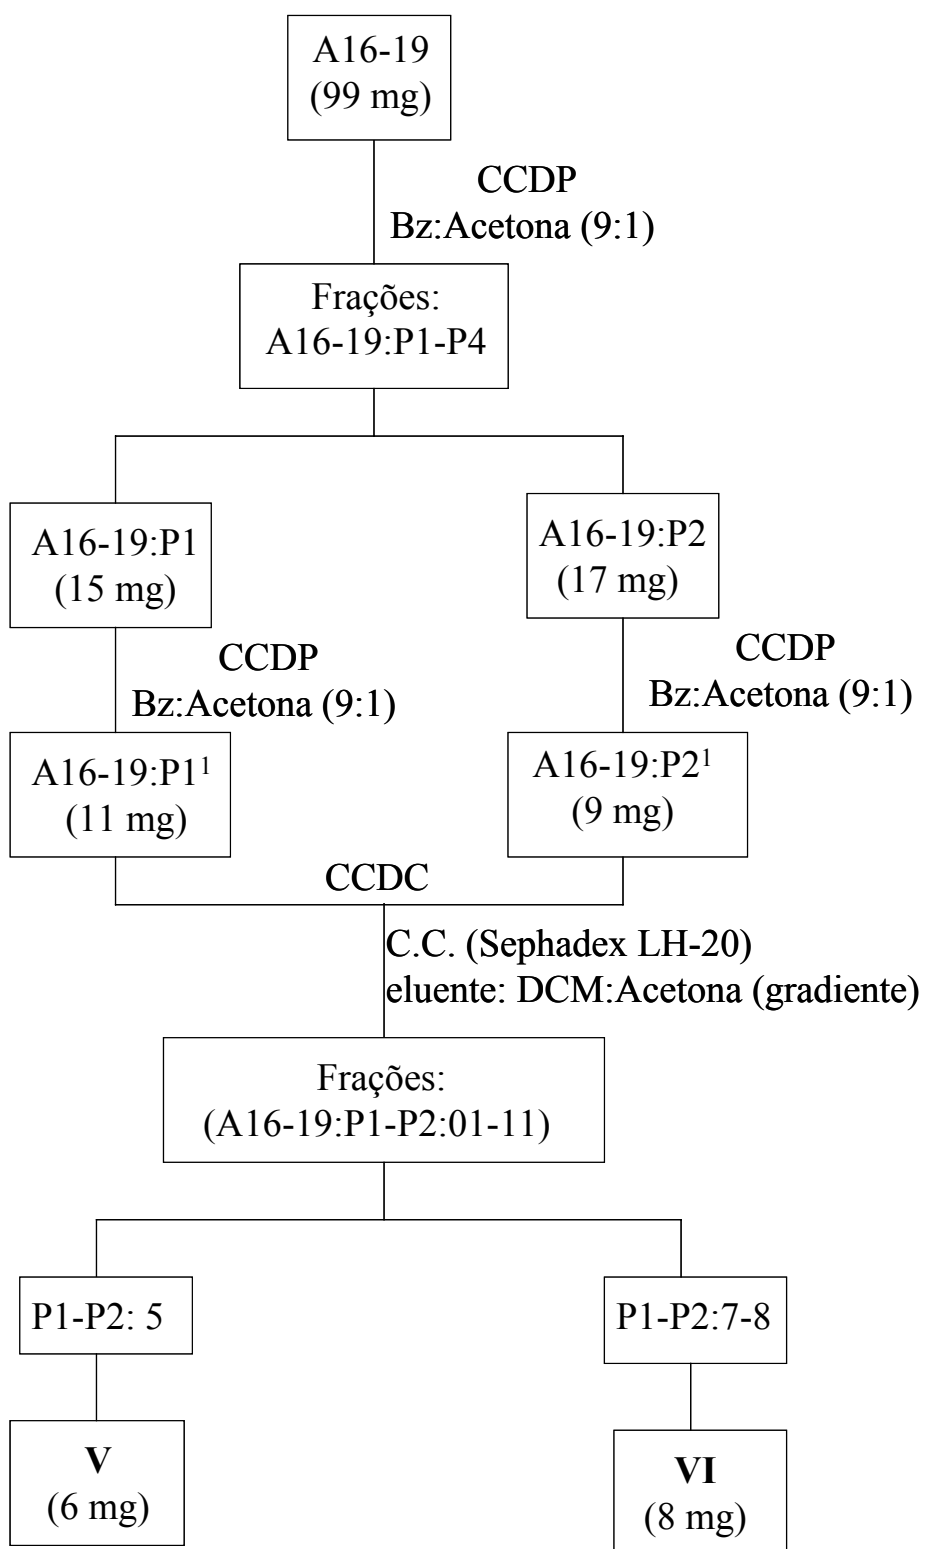 A16-19
(99 mg)
CCDP
Bz:Acetona (9:1)
Frações:
A16-19:P1-P4
A16-19:P1
(15 mg)
A16-19:P2
(17 mg)
CCDP
Bz:Acetona (9:1)
CCDP
Bz:Acetona (9:1)
A16-19:P1¹
(11 mg)
A16-19:P2¹
(9 mg)
CCDC
C.C. (Sephadex LH-20)
eluente: DCM:Acetona (gradiente)
Frações:
(A16-19:P1-P2:01-11)
P1-P2: 5
P1-P2:7-8
V
(6 mg)
VI
(8 mg)